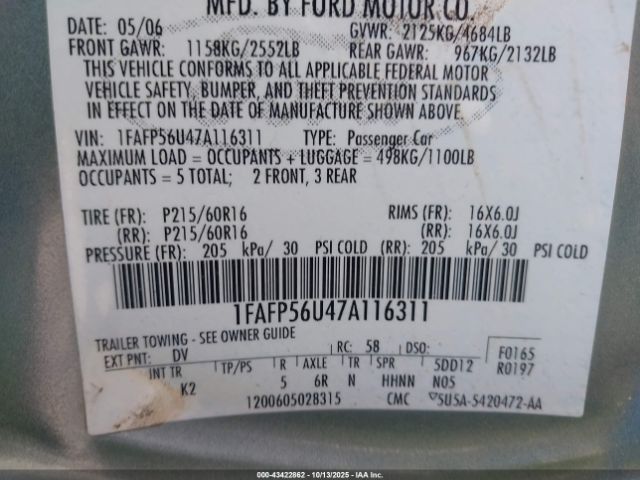 MFD. BY FORD MOTOR CO.
DATE: 05/06 GVWR: 2125KG/4684LB
FRONT GAWR: 1158KG/2552LB REAR GAWR: 967KG/2132LB
THIS VEHICLE CONFORMS TO ALL APPLICABLE FEDERAL MOTOR
VEHICLE SAFETY, BUMPER, AND THEFT PREVENTION STANDARDS
IN EFFECT ON THE DATE OF MANUFACTURE SHOWN ABOVE.
VIN: 1FAFP56U47A116311 TYPE: Passenger Car
MAXIMUM LOAD = OCCUPANTS + LUGGAGE = 498KG/1100LB
OCCUPANTS = 5 TOTAL; 2 FRONT, 3 REAR
TIRE (FR): P215/60R16 RIMS (FR): 16X6.0J
(RR): P215/60R16 (RR): 16X6.0J
PRESSURE (FR): 205 kPa/ 30 PSI COLD (RR): 205 kPa/ 30 PSI COLD
1FAFP56U47A116311
TRAILER TOWING - SEE OWNER GUIDE
EXT PNT: DV RC: 58 DSO: F0165
INT TR TP/PS R AXLE TR SPR 5DD12 R0197
K2 5 6R N HHNN N05
1200605028315 CMC 5U5A-5420472-AA
000-43422862 - 10/13/2025 - COPYRIGHT © IAA, LLC.